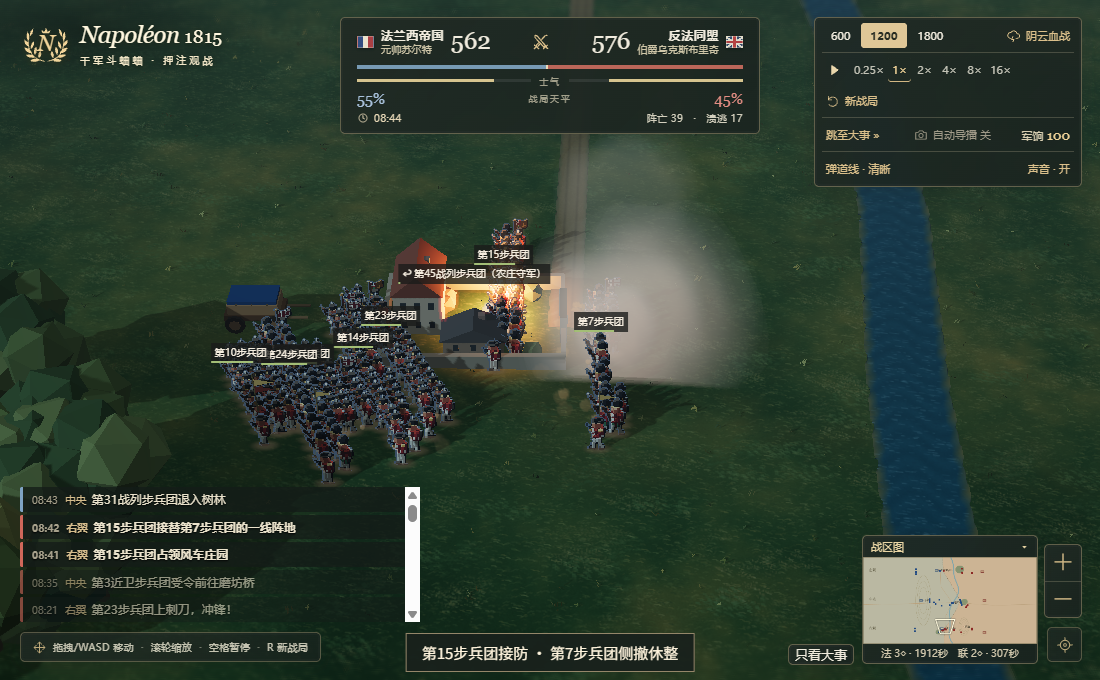 Napoléon 1815
千军斗蛐蛐 · 押注观战
法兰西帝国
元帅苏尔特
562
576
反法同盟
伯爵乌克斯布里奇
士气
55%
战局天平
45%
08:44
阵亡 39 · 溃逃 17
600 1200 1800 阴云血战
0.25× 1× 2× 4× 8× 16×
新战局
跳至大事 » 自动导播 关 军饷 100
弹道线 · 清晰 声音 · 开
第15步兵团
第45战列步兵团（农庄守军）
第23步兵团
第7步兵团
第14步兵团
第10步兵团
第24步兵团
团
08:43 中央 第31战列步兵团退入树林
08:42 右翼 第15步兵团接替第7步兵团的一线阵地
08:41 右翼 第15步兵团占领风车庄园
08:35 中央 第3近卫步兵团受令前往磨坊桥
08:21 右翼 第23步兵团上刺刀，冲锋！
拖拽/WASD 移动 · 滚轮缩放 · 空格暂停 · R 新战局
第15步兵团接防 · 第7步兵团侧撤休整
只看大事
战区图
法 3 · 1912秒 联 2 · 307秒